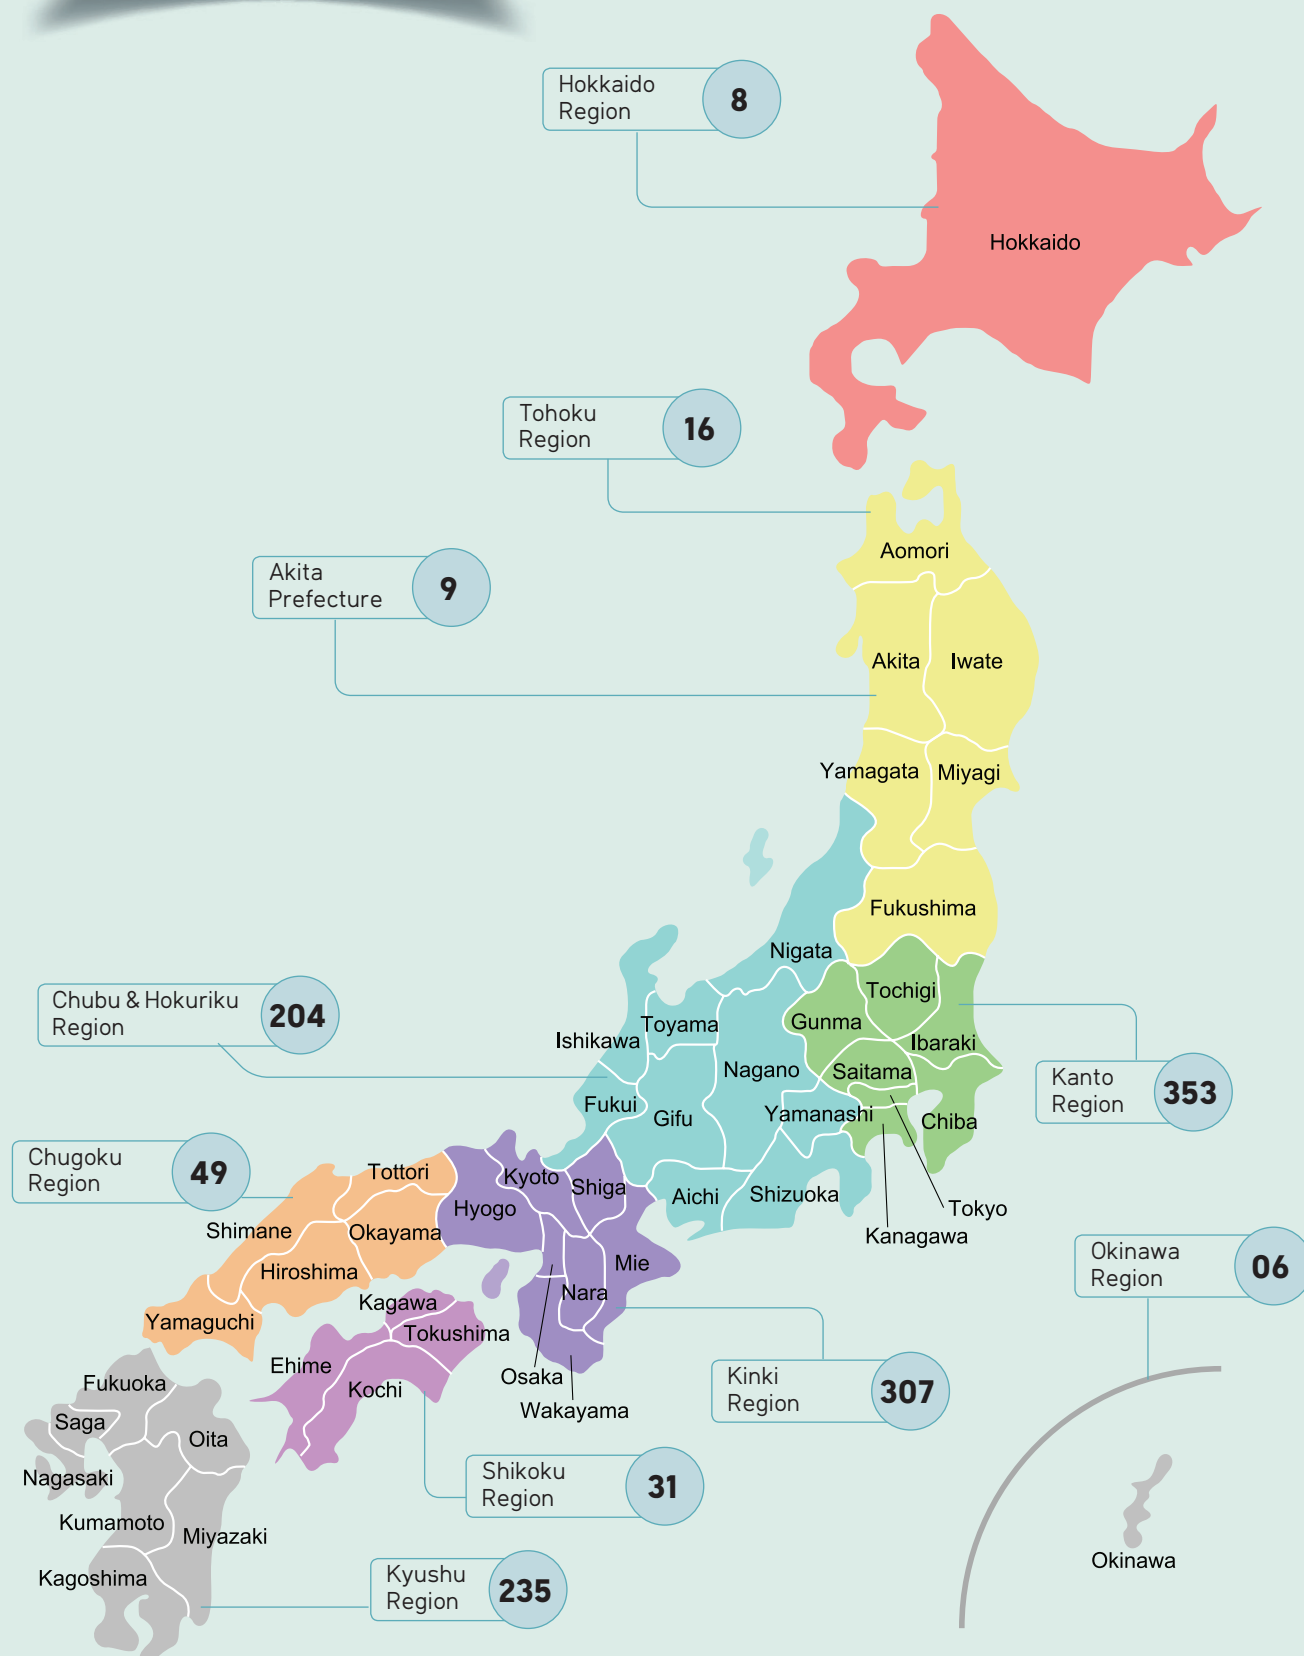 Hokkaido
Region
8
Hokkaido
Tohoku
Region
16
Aomori
Akita
Prefecture
9
Akita
Iwate
Yamagata
Miyagi
Fukushima
Nigata
Chubu & Hokuriku
Region
204
Tochigi
Gunma
Toyama
Ishikawa
Ibaraki
Nagano
Saitama
Kanto
Region
353
Fukui
Gifu
Yamanashi
Chiba
Chugoku
Region
49
Tottori
Kyoto
Shiga
Hyogo
Aichi
Shizuoka
Tokyo
Kanagawa
Shimane
Okayama
Okinawa
Region
06
Hiroshima
Mie
Nara
Kagawa
Yamaguchi
Tokushima
Ehime
Osaka
Kochi
Wakayama
Kinki
Region
307
Fukuoka
Saga
Oita
Nagasaki
Shikoku
Region
31
Kumamoto
Miyazaki
Kagoshima
Kyushu
Region
235
Okinawa